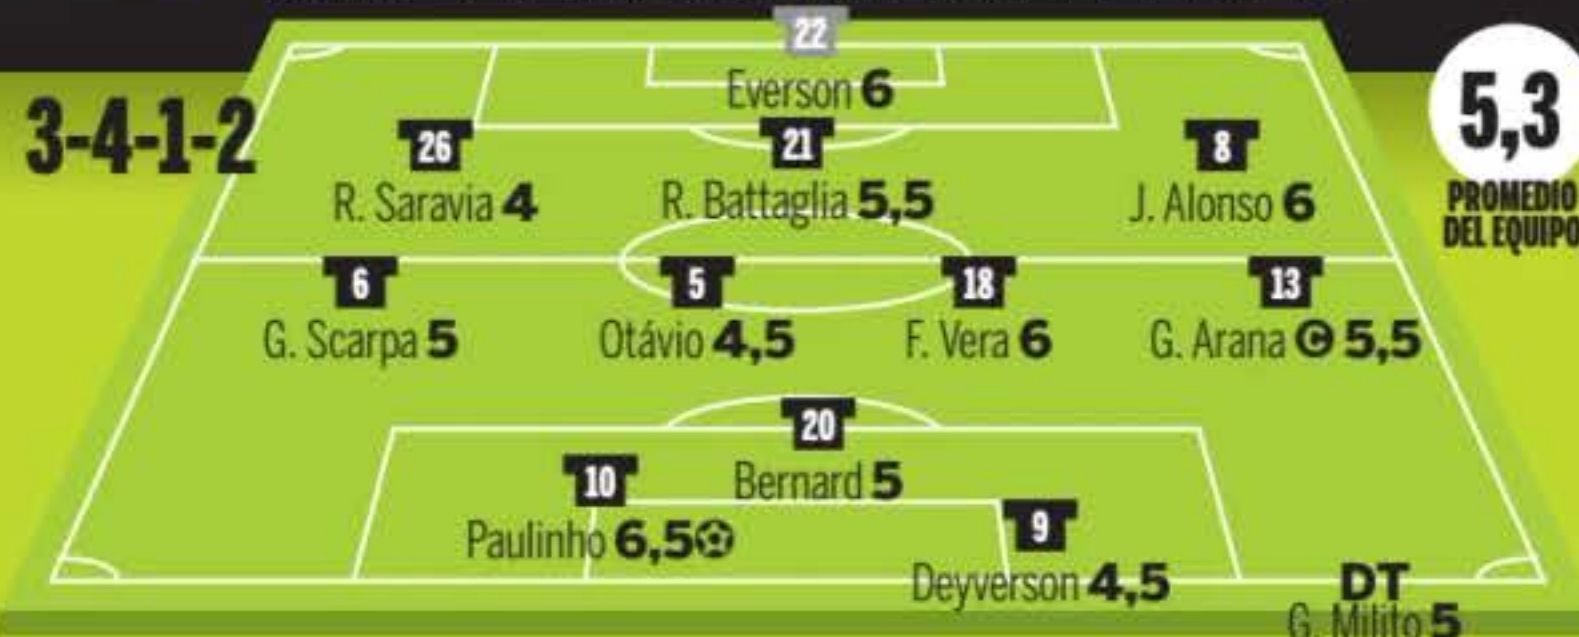 22
Everson 6
3-4-1-2
5,3
PROMEDIO
DEL EQUIPO
26
R. Saravia 4
21
R. Battaglia 5,5
8
J. Alonso 6
6
G. Scarpa 5
5
Otávio 4,5
18
F. Vera 6
13
G. Arana © 5,5
20
Bernard 5
10
Paulinho 6,5
9
Deyverson 4,5
DT
G. Milito 5